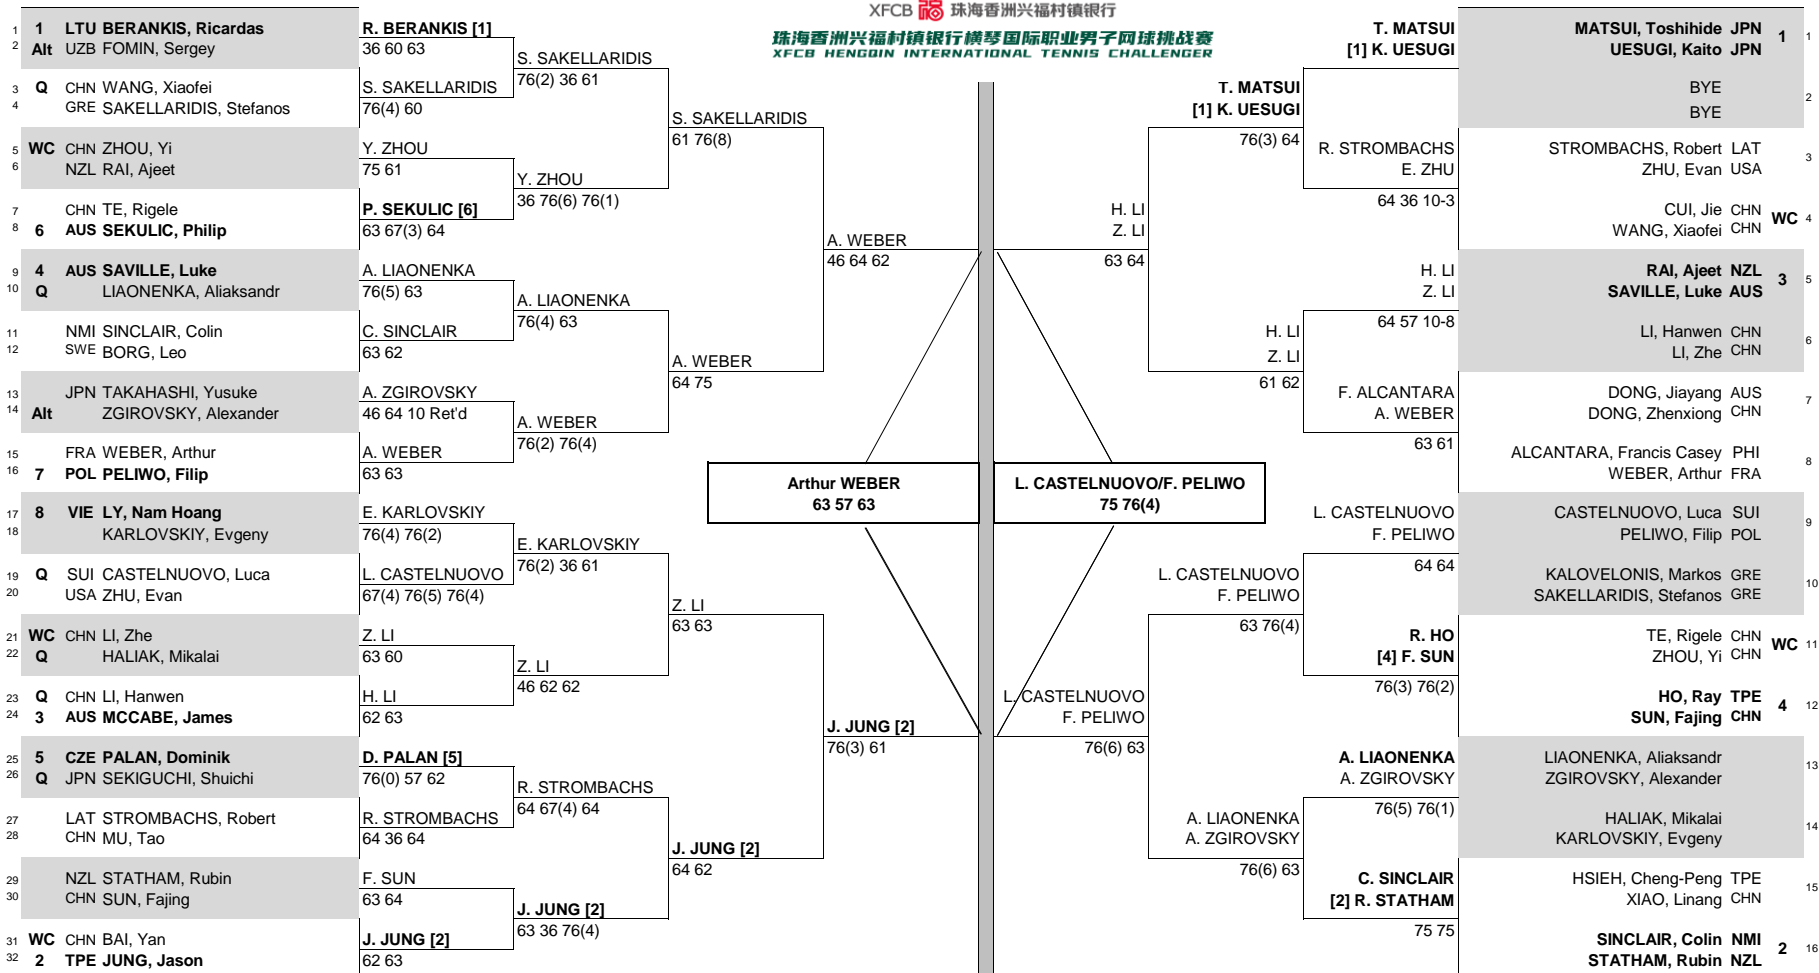 XFCB 珠海香洲兴福村镇银行
珠海香洲兴福村镇银行横琴国际职业男子网球挑战赛
XFCB HENGQIN INTERNATIONAL TENNIS CHALLENGER
1 1 LTU BERANKIS, Ricardas
2 Alt UZB FOMIN, Sergey
3 Q CHN WANG, Xiaofei
4 GRE SAKELLARIDIS, Stefanos
5 WC CHN ZHOU, Yi
6 NZL RAI, Ajeet
7 CHN TE, Rigele
8 6 AUS SEKULIC, Philip
9 4 AUS SAVILLE, Luke
10 Q LIAONENKA, Aliaksandr
11 NMI SINCLAIR, Colin
12 SWE BORG, Leo
13 JPN TAKAHASHI, Yusuke
14 Alt ZGIROVSKY, Alexander
15 FRA WEBER, Arthur
16 7 POL PELIWO, Filip
17 8 VIE LY, Nam Hoang
18 KARLOVSKIY, Evgeny
19 Q SUI CASTELNUOVO, Luca
20 USA ZHU, Evan
21 WC CHN LI, Zhe
22 Q HALIAK, Mikalai
23 Q CHN LI, Hanwen
24 3 AUS MCCABE, James
25 5 CZE PALAN, Dominik
26 Q JPN SEKIGUCHI, Shuichi
27 LAT STROMBACHS, Robert
28 CHN MU, Tao
29 NZL STATHAM, Rubin
30 CHN SUN, Fajing
31 WC CHN BAI, Yan
32 2 TPE JUNG, Jason
R. BERANKIS [1]
36 60 63
S. SAKELLARIDIS
76(4) 60
Y. ZHOU
75 61
P. SEKULIC [6]
63 67(3) 64
A. LIAONENKA
76(5) 63
C. SINCLAIR
63 62
A. ZGIROVSKY
46 64 10 Ret'd
A. WEBER
63 63
E. KARLOVSKIY
76(4) 76(2)
L. CASTELNUOVO
67(4) 76(5) 76(4)
Z. LI
63 60
H. LI
62 63
D. PALAN [5]
76(0) 57 62
R. STROMBACHS
64 36 64
F. SUN
63 64
J. JUNG [2]
62 63
S. SAKELLARIDIS
76(2) 36 61
Y. ZHOU
36 76(6) 76(1)
A. LIAONENKA
76(4) 63
A. WEBER
76(2) 76(4)
E. KARLOVSKIY
76(2) 36 61
Z. LI
46 62 62
R. STROMBACHS
64 67(4) 64
J. JUNG [2]
63 36 76(4)
S. SAKELLARIDIS
61 76(8)
A. WEBER
64 75
Z. LI
63 63
J. JUNG [2]
64 62
A. WEBER
46 64 62
J. JUNG [2]
76(3) 61
Arthur WEBER
63 57 63
L. CASTELNUOVO/F. PELIWO
75 76(4)
H. LI
Z. LI
63 64
L. CASTELNUOVO
F. PELIWO
76(6) 63
T. MATSUI
[1] K. UESUGI
76(3) 64
H. LI
Z. LI
61 62
L. CASTELNUOVO
F. PELIWO
63 76(4)
A. LIAONENKA
A. ZGIROVSKY
76(6) 63
T. MATSUI
[1] K. UESUGI
R. STROMBACHS
E. ZHU
64 36 10-3
H. LI
Z. LI
64 57 10-8
F. ALCANTARA
A. WEBER
63 61
L. CASTELNUOVO
F. PELIWO
64 64
R. HO
[4] F. SUN
76(3) 76(2)
A. LIAONENKA
A. ZGIROVSKY
76(5) 76(1)
C. SINCLAIR
[2] R. STATHAM
75 75
MATSUI, Toshihide JPN 1 1
UESUGI, Kaito JPN
BYE 2
BYE
STROMBACHS, Robert LAT 3
ZHU, Evan USA
CUI, Jie CHN WC 4
WANG, Xiaofei CHN
RAI, Ajeet NZL 3 5
SAVILLE, Luke AUS
LI, Hanwen CHN 6
LI, Zhe CHN
DONG, Jiayang AUS 7
DONG, Zhenxiong CHN
ALCANTARA, Francis Casey PHI 8
WEBER, Arthur FRA
CASTELNUOVO, Luca SUI 9
PELIWO, Filip POL
KALOVELONIS, Markos GRE 10
SAKELLARIDIS, Stefanos GRE
TE, Rigele CHN WC 11
ZHOU, Yi CHN
HO, Ray TPE 4 12
SUN, Fajing CHN
LIAONENKA, Aliaksandr 13
ZGIROVSKY, Alexander
HALIAK, Mikalai 14
KARLOVSKIY, Evgeny
HSIEH, Cheng-Peng TPE 15
XIAO, Linang CHN
SINCLAIR, Colin NMI 2 16
STATHAM, Rubin NZL